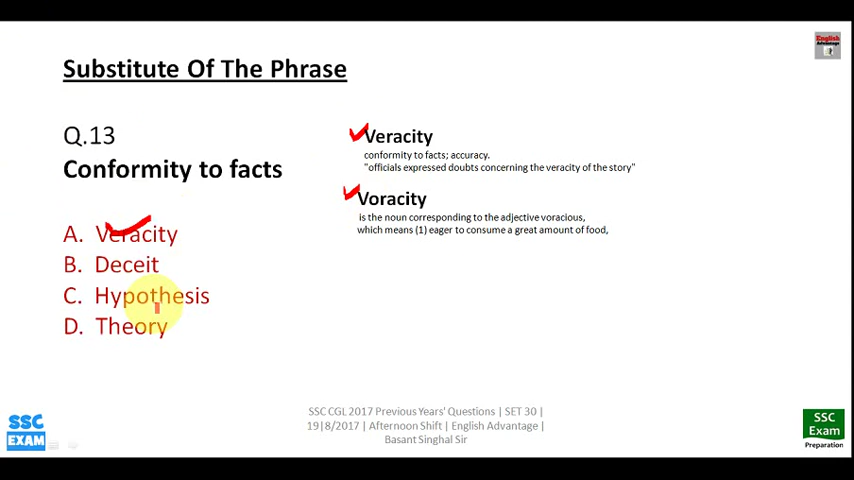 English
Advantage
Substitute Of The Phrase
Q.13
Conformity to facts
A. Veracity
B. Deceit
C. Hypothesis
D. Theory
Veracity
conformity to facts; accuracy.
"officials expressed doubts concerning the veracity of the story"
Voracity
is the noun corresponding to the adjective voracious,
which means (1) eager to consume a great amount of food,
SSC
EXAM
SSC CGL 2017 Previous Years' Questions | SET 30 |
19|8/2017 | Afternoon Shift | English Advantage |
Basant Singhal Sir
SSC
Exam
Preparation